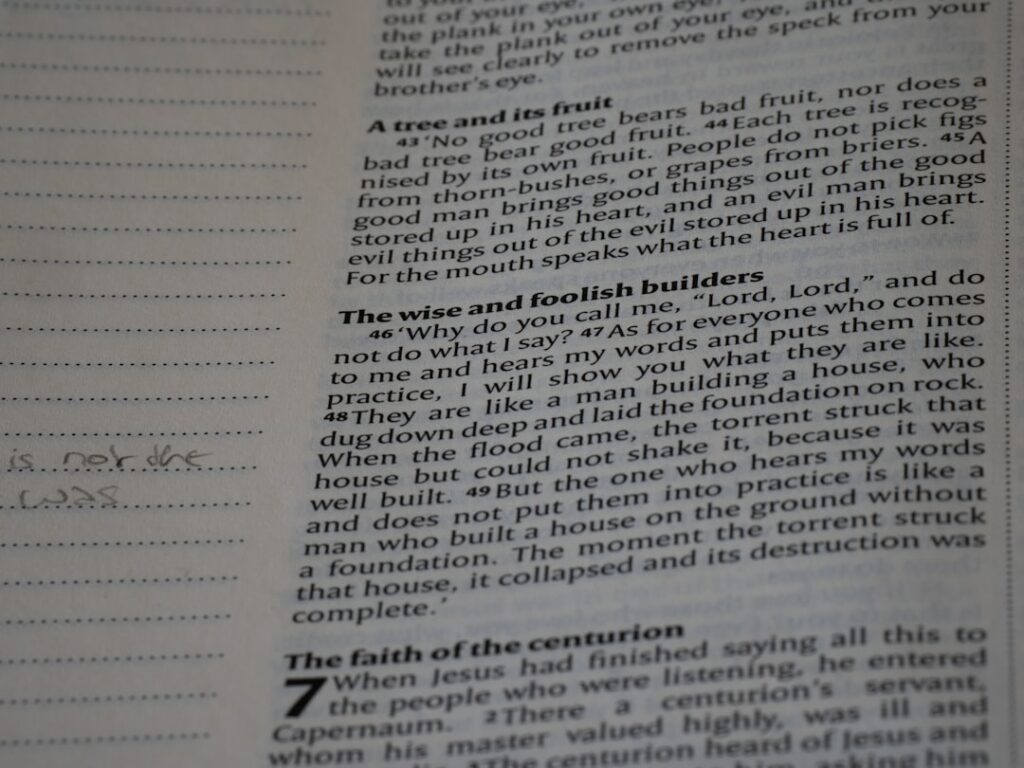 out of your eye,
the plank in your own eye?
take the plank out of your eye, and
will see clearly to remove the speck from your
brother's eye.
A tree and its fruit
43 'No good tree bears bad fruit, nor does a
bad tree bear good fruit. 44 Each tree is recog-
nised by its own fruit. People do not pick figs
from thorn-bushes, or grapes from briers. 45 A
good man brings good things out of the good
stored up in his heart, and an evil man brings
evil things out of the evil stored up in his heart.
For the mouth speaks what the heart is full of.
The wise and foolish builders
46 'Why do you call me, "Lord, Lord," and do
not do what I say? 47 As for everyone who comes
to me and hears my words and puts them into
practice, I will show you what they are like.
48 They are like a man building a house, who
dug down deep and laid the foundation on rock.
When the flood came, the torrent struck that
house but could not shake it, because it was
well built. 49 But the one who hears my words
and does not put them into practice is like a
man who built a house on the ground without
a foundation. The moment the torrent struck
that house, it collapsed and its destruction was
complete.'
The faith of the centurion
7 When Jesus had finished saying all this to
the people who were listening, he entered
Capernaum. 2 There a centurion's servant,
whom his master valued highly, was ill and
The centurion heard of Jesus and
him, asking him
is not the
was